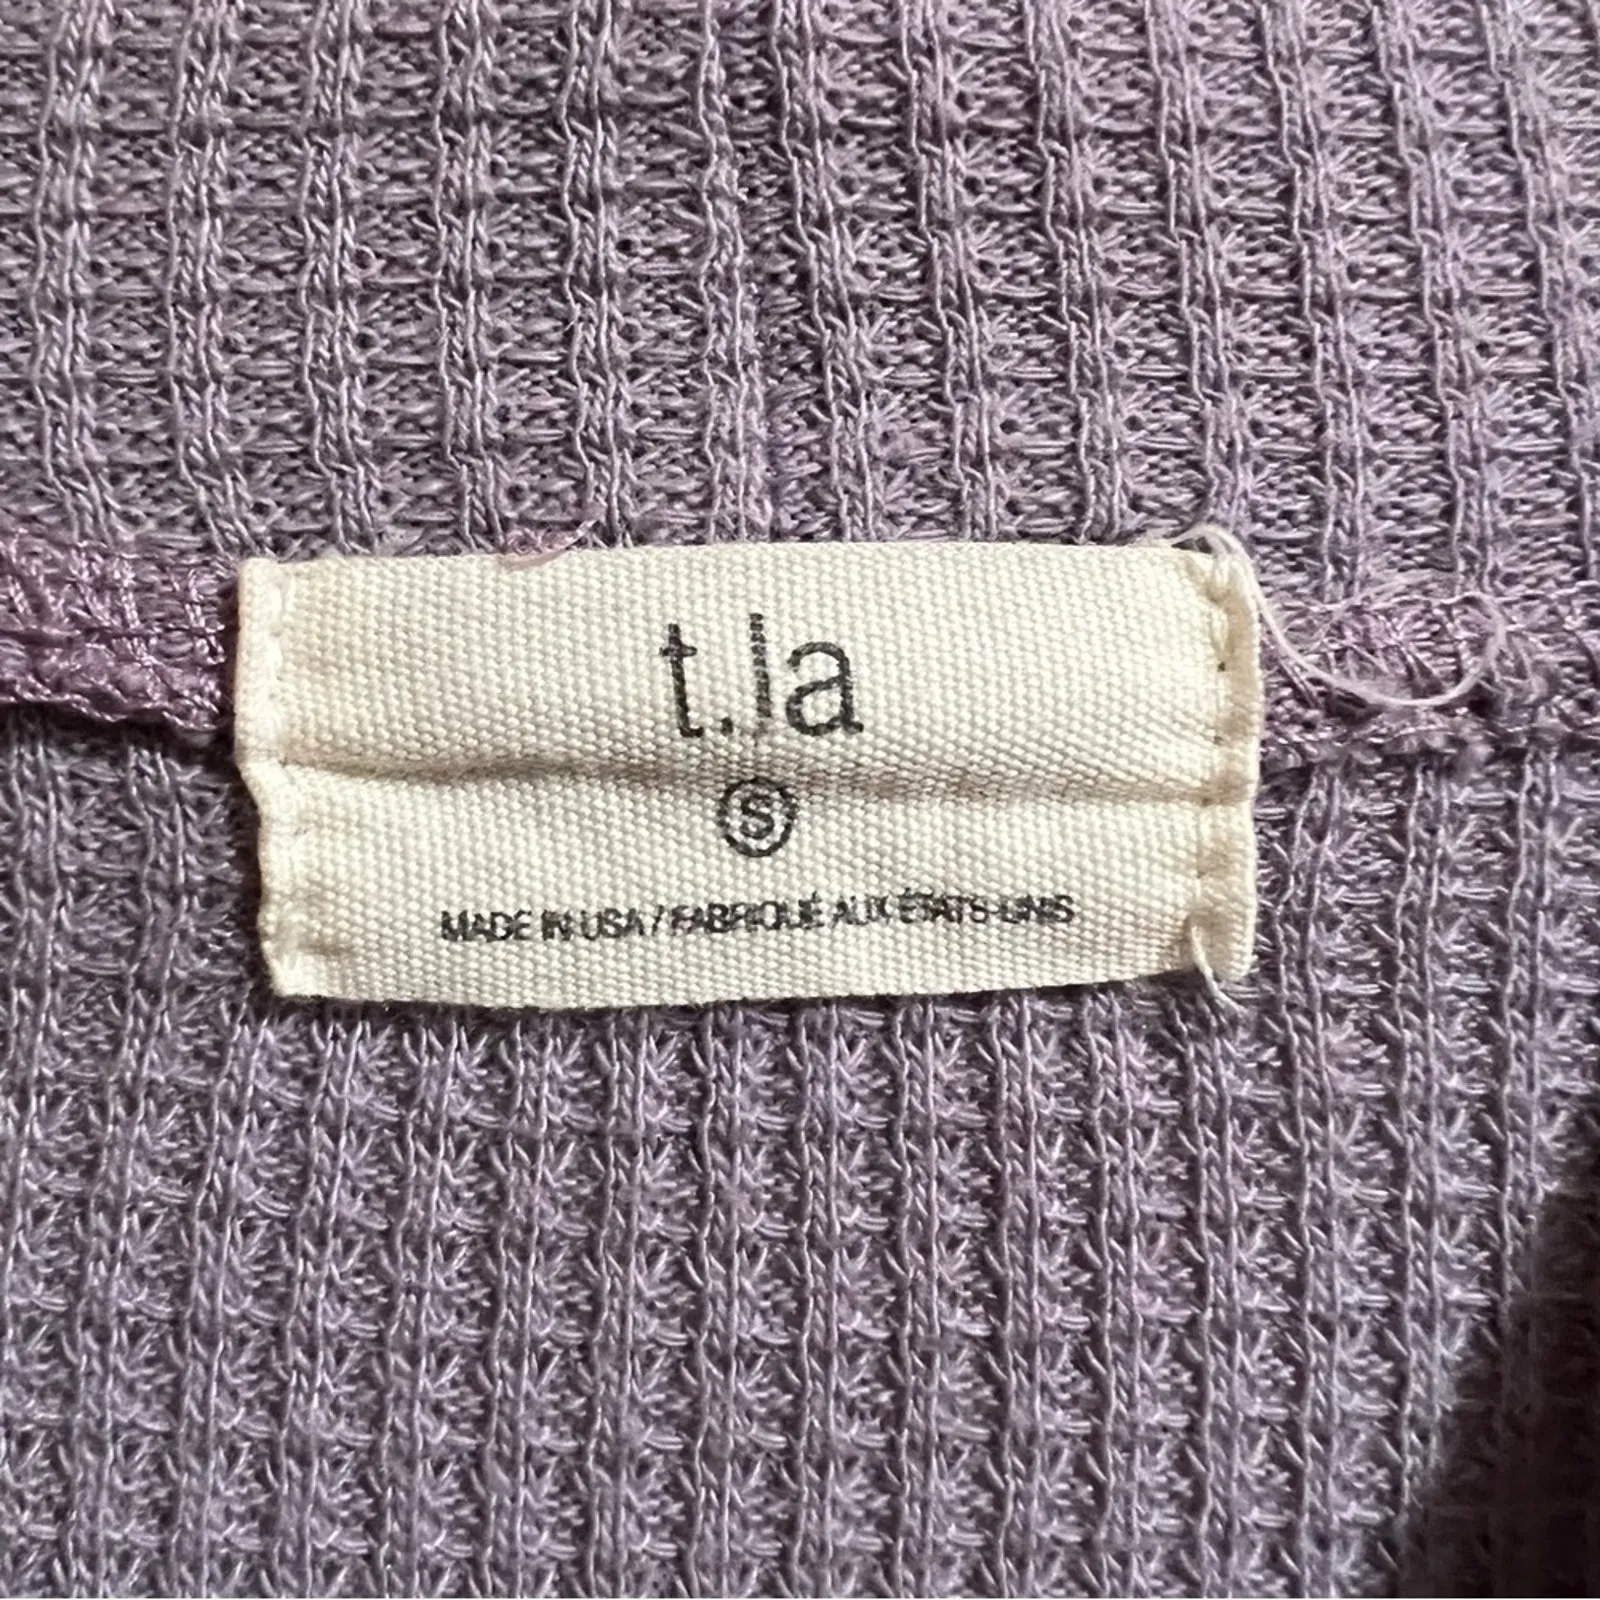 t.la
S
MADE IN USA / FABRIQUÉ AUX ÉTATS-UNIS